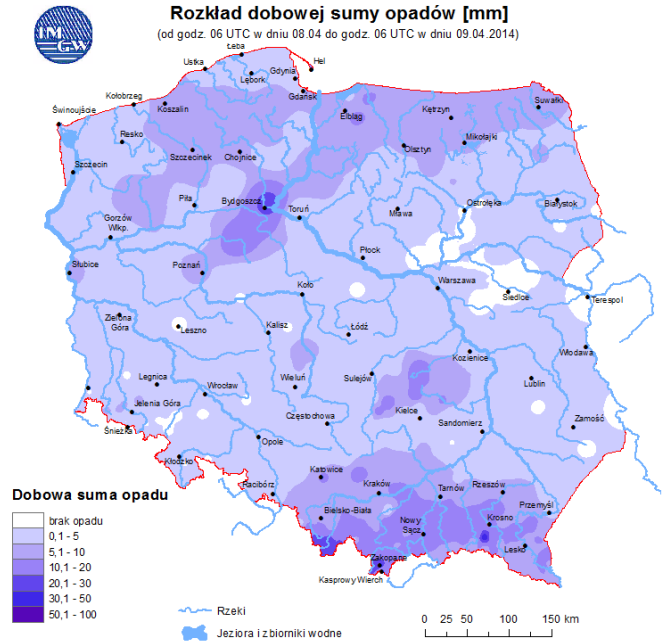 IM
GW
Rozkład dobowej sumy opadów [mm]
(od godz. 06 UTC w dniu 08.04 do godz. 06 UTC w dniu 09.04.2014)
Łeba
Ustka
Hel
Lębork
Gdynia
Gdańsk
Kołobrzeg
Koszalin
Świnoujście
Elbląg
Kętrzyn
Suwałki
Resko
Szczecinek
Chojnice
Olsztyn
Mikołajki
Szczecin
Piła
Bydgoszcz
Toruń
Mława
Ostrołęka
Białystok
Gorzów
Wlkp.
Płock
Słubice
Poznań
Koło
Warszawa
Siedlce
Terespol
Zielona
Góra
Leszno
Kalisz
Łódź
Kozienice
Włodawa
Legnica
Wrocław
Wieluń
Sulejów
Lublin
Jelenia Góra
Częstochowa
Kielce
Sandomierz
Zamość
Śnieżka
Opole
Kłodzko
Racibórz
Katowice
Kraków
Tarnów
Rzeszów
Przemyśl
Bielsko-Biała
Nowy
Sącz
Krosno
Lesko
Zakopane
Kasprowy Wierch
Dobowa suma opadu
brak opadu
0,1 - 5
5,1 - 10
10,1 - 20
20,1 - 30
30,1 - 50
50,1 - 100
Rzeki
Jeziora i zbiorniki wodne
0 25 50 100 150 km